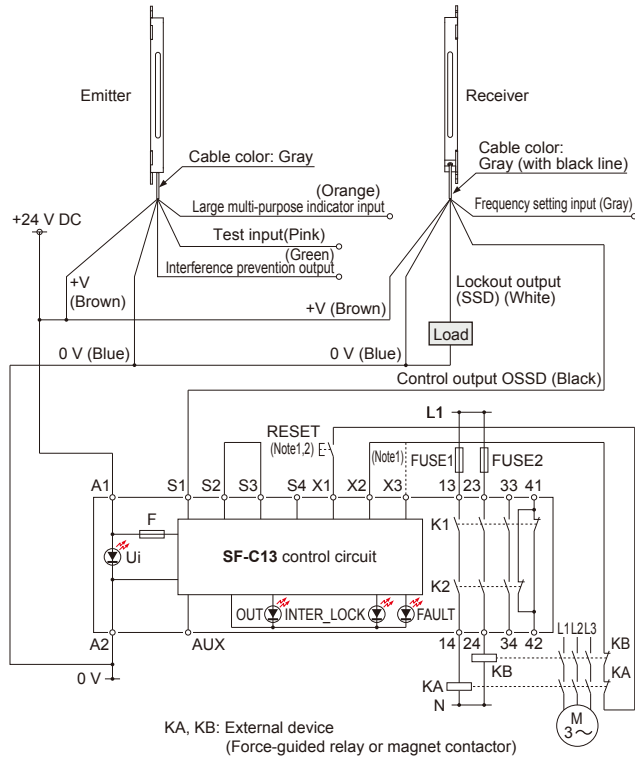 Emitter
Receiver
Cable color: Gray
Cable color:
Gray (with black line)
(Orange)
Large multi-purpose indicator input
Frequency setting input (Gray)
+24 V DC
Test input(Pink)
(Green)
Interference prevention output
+V
(Brown)
Lockout output
(SSD) (White)
+V (Brown)
Load
0 V (Blue)
0 V (Blue)
Control output OSSD (Black)
L1
RESET
(Note1,2)
(Note1)
FUSE1
FUSE2
A1
S1
S2
S3
S4
X1
X2
X3
13
23
33
41
F
K1
Ui
SF-C13 control circuit
K2
OUT
INTER_LOCK
FAULT
L1
L2
L3
A2
AUX
14
24
34
42
KB
KB
KA
0 V
KA
N
M
3~
KA, KB: External device
(Force-guided relay or magnet contactor)